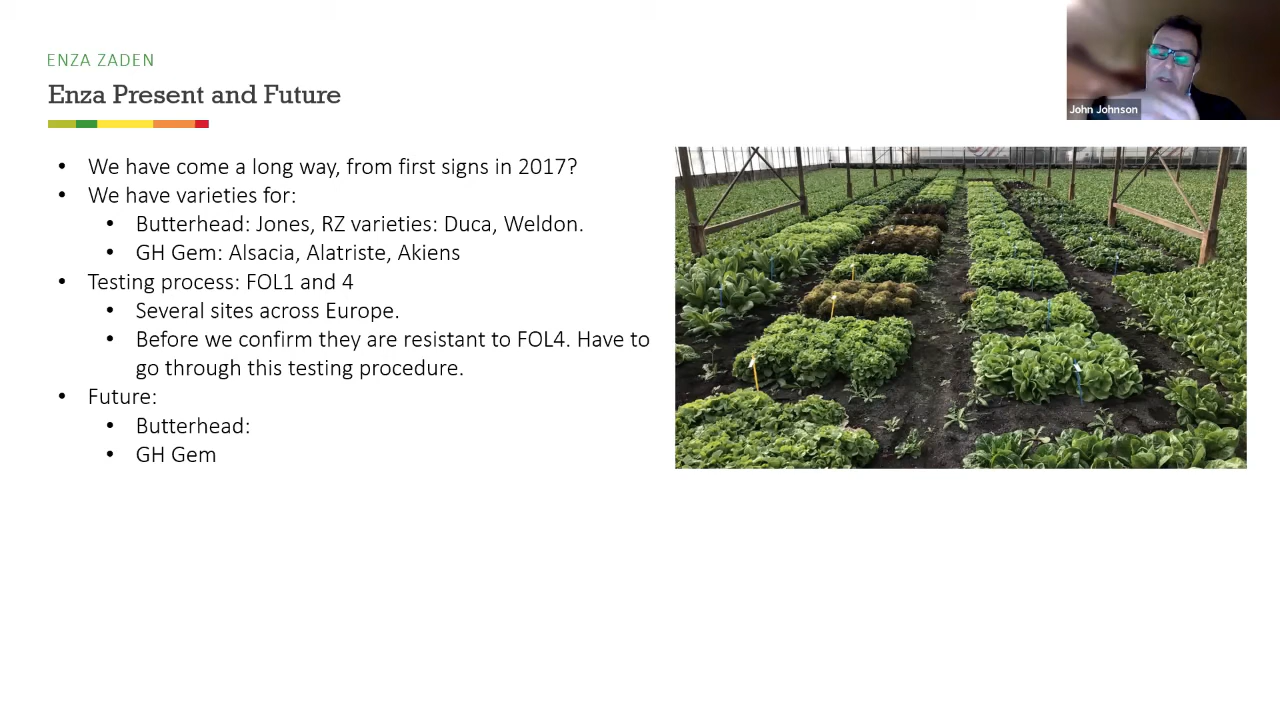 ENZA ZADEN
Enza Present and Future
John Johnson
• We have come a long way, from first signs in 2017?
• We have varieties for:
• Butterhead: Jones, RZ varieties: Duca, Weldon.
• GH Gem: Alsacia, Alatriste, Akiens
• Testing process: FOL1 and 4
• Several sites across Europe.
• Before we confirm they are resistant to FOL4. Have to
go through this testing procedure.
• Future:
• Butterhead:
• GH Gem